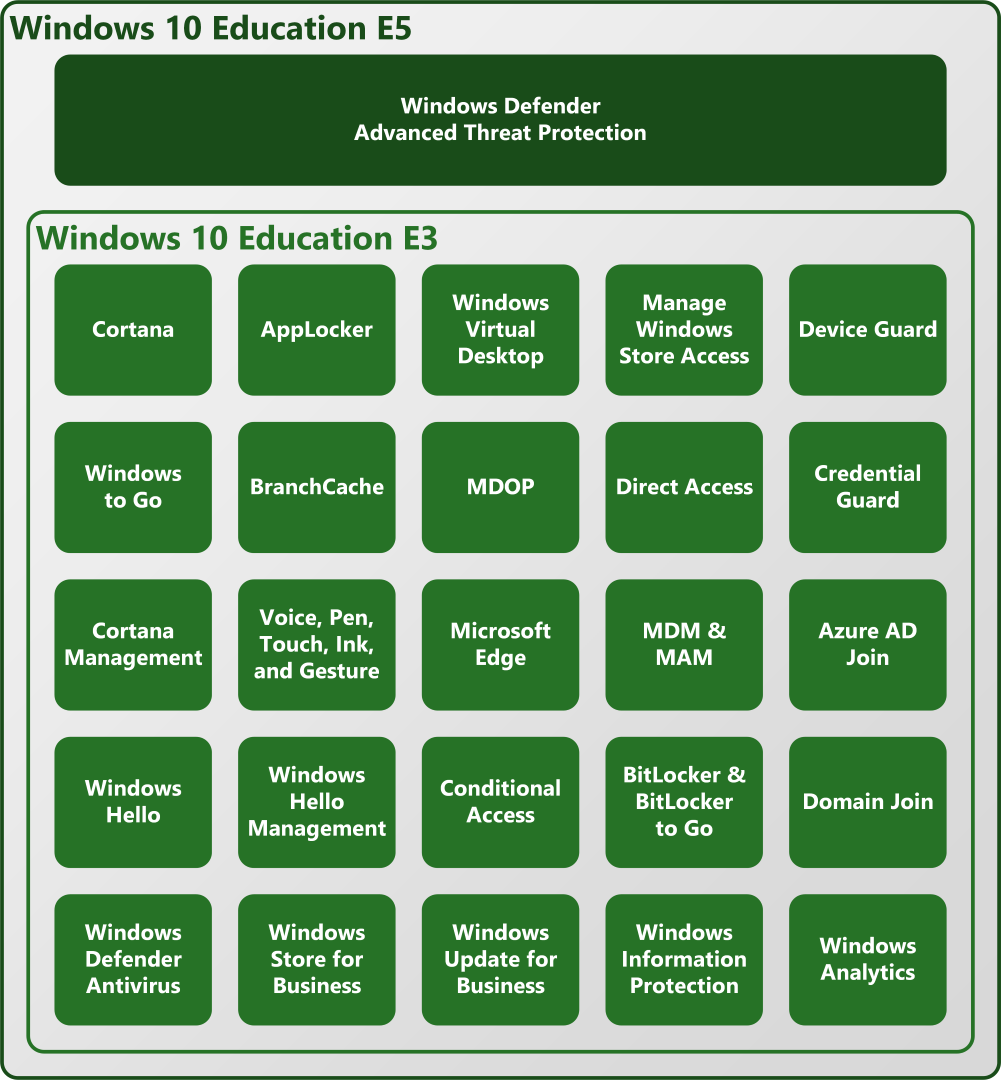 Windows 10 Education E5
Windows Defender
Advanced Threat Protection
Windows 10 Education E3
Cortana
AppLocker
Windows
Virtual
Desktop
Manage
Windows
Store Access
Device Guard
Windows
to Go
BranchCache
MDOP
Direct Access
Credential
Guard
Cortana
Management
Voice, Pen,
Touch, Ink,
and Gesture
Microsoft
Edge
MDM &
MAM
Azure AD
Join
Windows
Hello
Windows
Hello
Management
Conditional
Access
BitLocker &
BitLocker
to Go
Domain Join
Windows
Defender
Antivirus
Windows
Store for
Business
Windows
Update for
Business
Windows
Information
Protection
Windows
Analytics